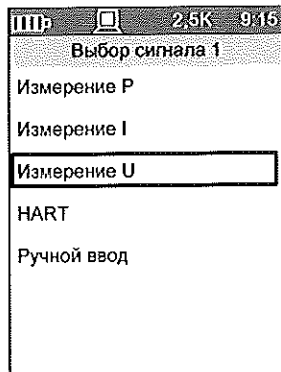 2,5K 9:15
Выбор сигнала 1
Измерение P
Измерение I
Измерение U
HART
Ручной ввод